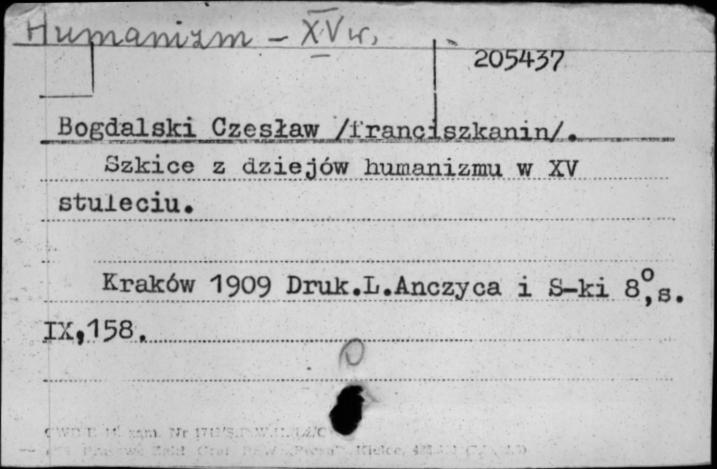 Humanizm - XV w.
205437
Bogdalski Czesław /franciszkanin/.
Szkice z dziejów humanizmu w XV
stuleciu.
Kraków 1909 Druk.L.Anczyca i S-ki 8°,s.
IX,158.